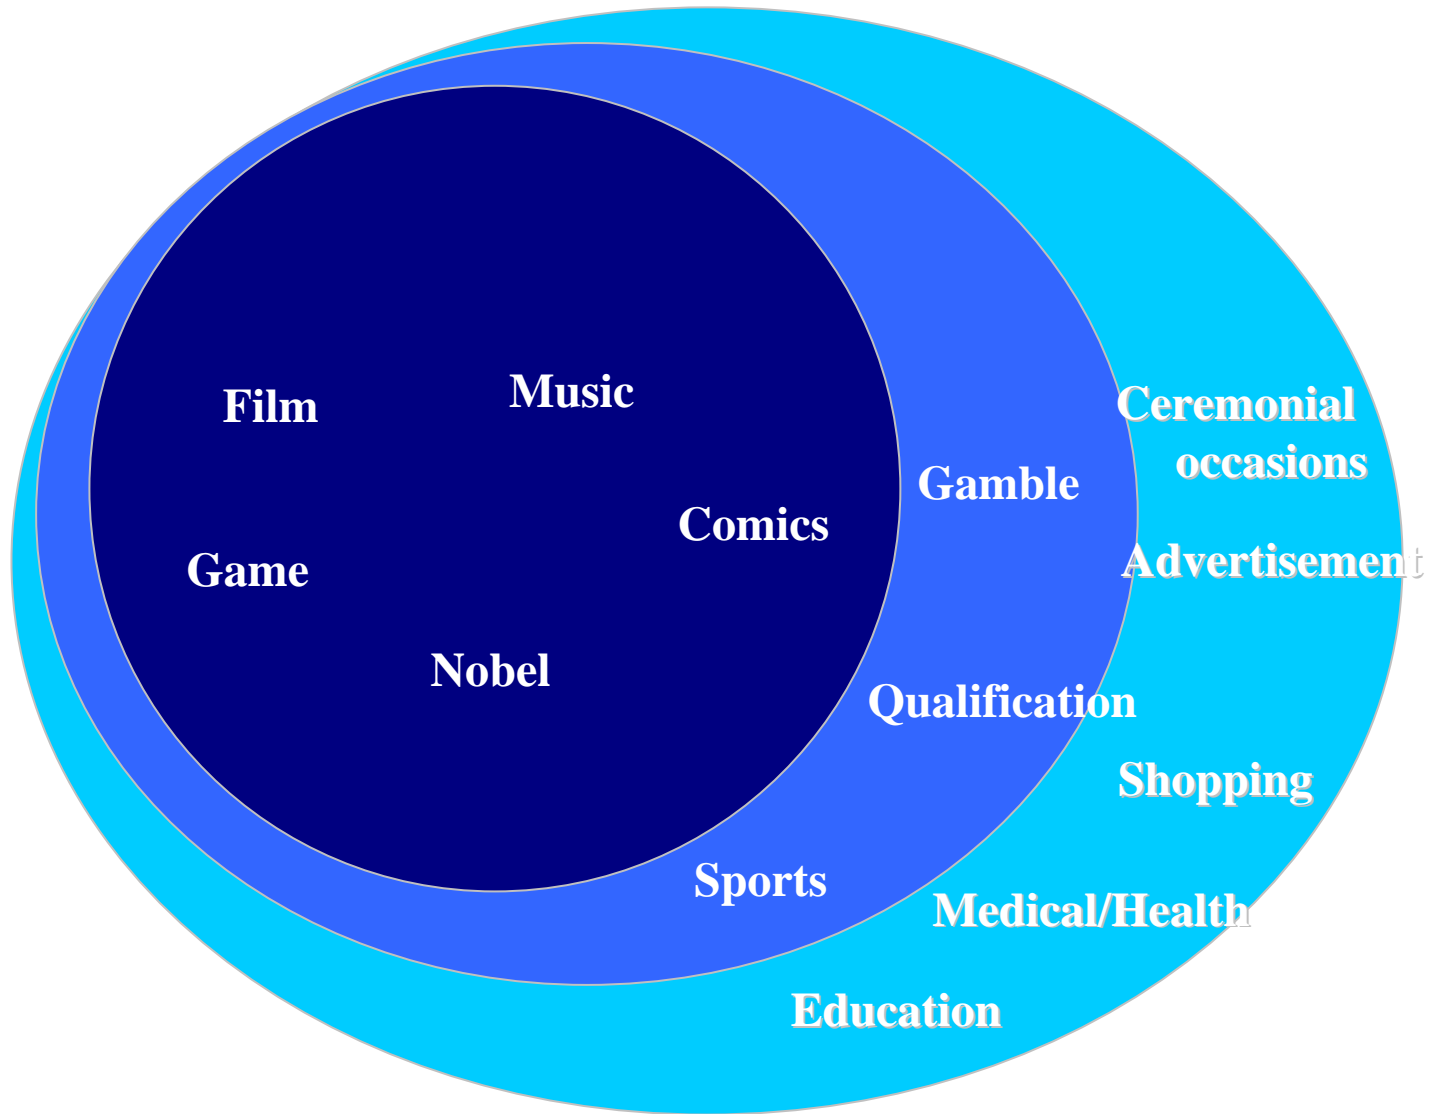 Film
Music
Game
Comics
Nobel
Gamble
Qualification
Sports
Ceremonial
occasions
Advertisement
Shopping
Medical/Health
Education